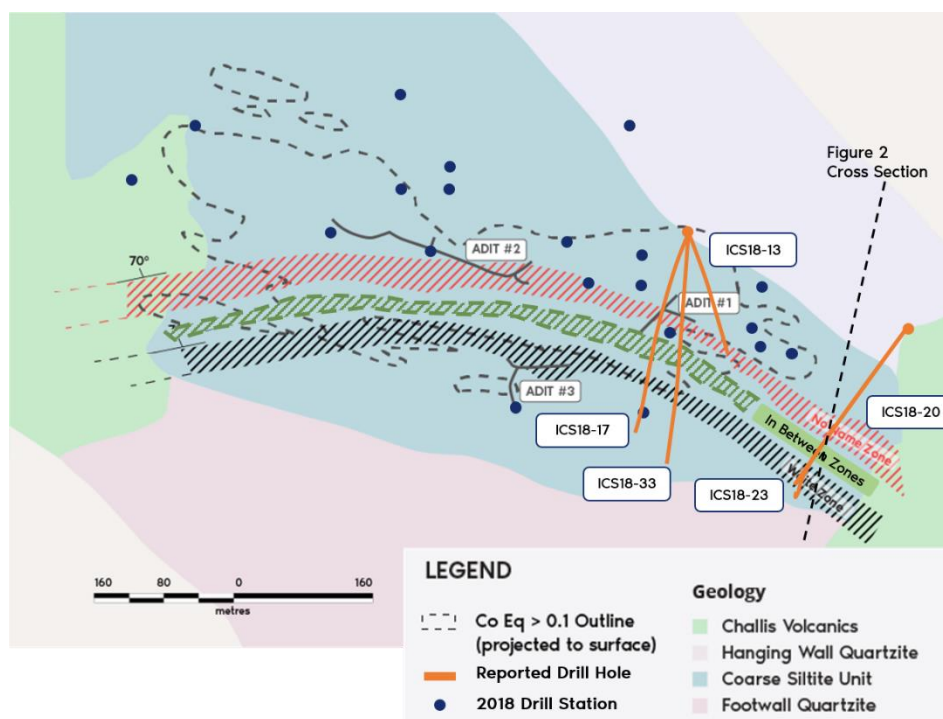 Figure 2
Cross Section
ICS18-13
ADIT #2
70°
ADIT #1
ADIT #3
ICS18-17
ICS18-20
No Name Zone
In Between Zones
ICS18-33
ICS18-23
Zone
160
80
0
160
metres
LEGEND
Co Eq > 0.1 Outline
(projected to surface)
Reported Drill Hole
2018 Drill Station
Geology
Challis Volcanics
Hanging Wall Quartzite
Coarse Siltite Unit
Footwall Quartzite